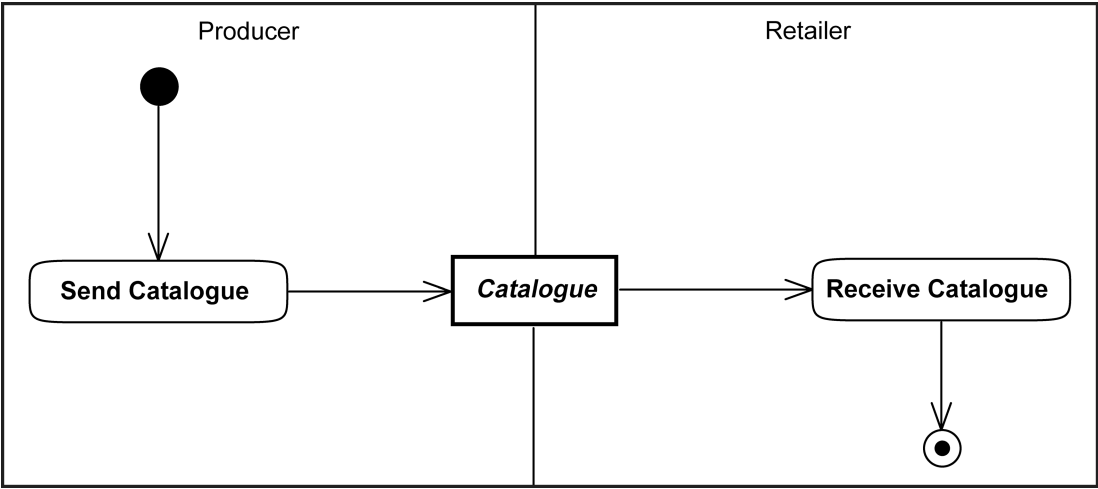 Producer
Retailer
Send Catalogue
Catalogue
Receive Catalogue